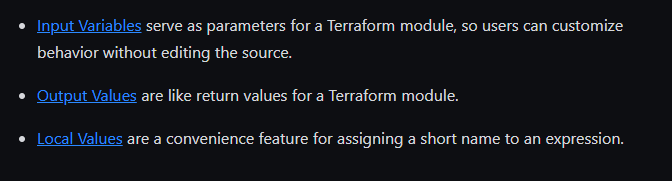 Input Variables serve as parameters for a Terraform module, so users can customize
behavior without editing the source.
Output Values are like return values for a Terraform module.
Local Values are a convenience feature for assigning a short name to an expression.